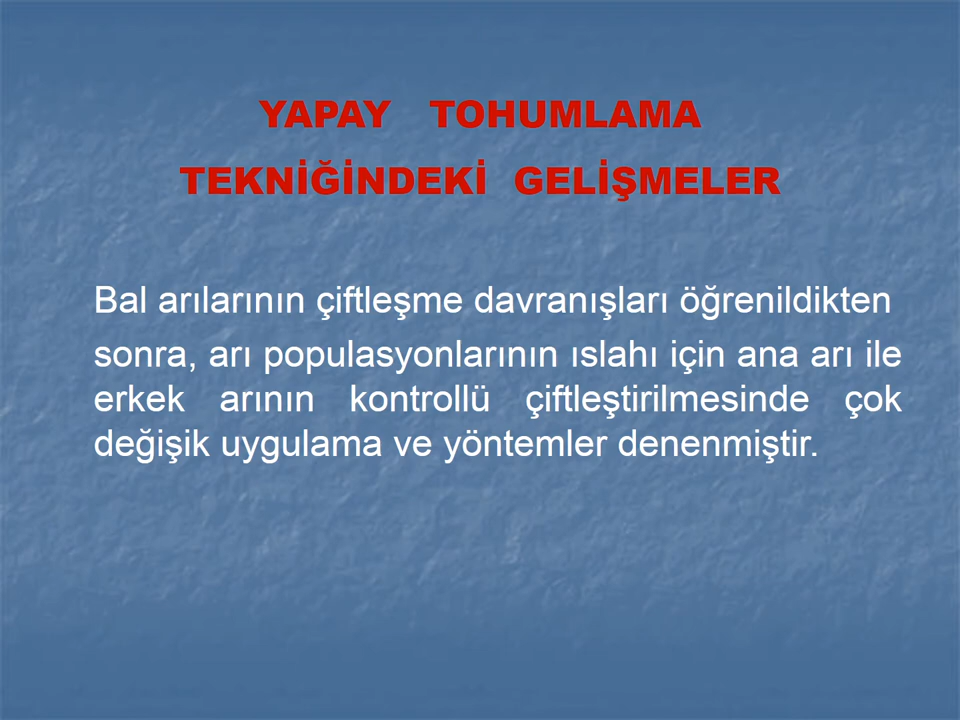 YAPAY TOHUMLAMA
TEKNİĞİNDEKİ GELİŞMELER
Bal arılarının çiftleşme davranışları öğrenildikten
sonra, arı populasyonlarının ıslahı için ana arı ile
erkek arının kontrollü çiftleştirilmesinde çok
değişik uygulama ve yöntemler denenmiştir.